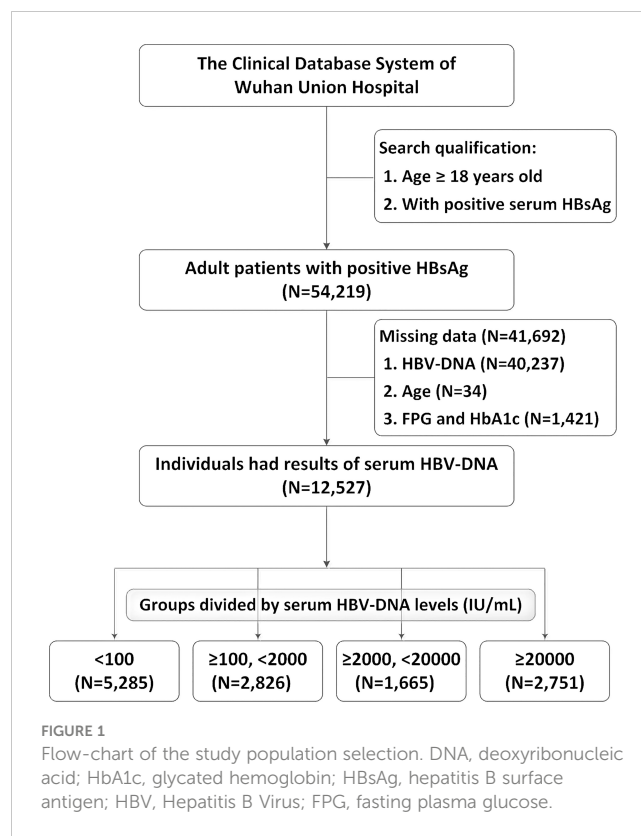 The Clinical Database System of
Wuhan Union Hospital
Search qualification:
1. Age ≥ 18 years old
2. With positive serum HBsAg
Adult patients with positive HBsAg
(N=54,219)
Missing data (N=41,692)
1. HBV-DNA (N=40,237)
2. Age (N=34)
3. FPG and HbA1c (N=1,421)
Individuals had results of serum HBV-DNA
(N=12,527)
Groups divided by serum HBV-DNA levels (IU/mL)
<100
(N=5,285)
≥100, <2000
(N=2,826)
≥2000, <20000
(N=1,665)
≥20000
(N=2,751)
FIGURE 1
Flow-chart of the study population selection. DNA, deoxyribonucleic
acid; HbA1c, glycated hemoglobin; HBsAg, hepatitis B surface
antigen; HBV, Hepatitis B Virus; FPG, fasting plasma glucose.